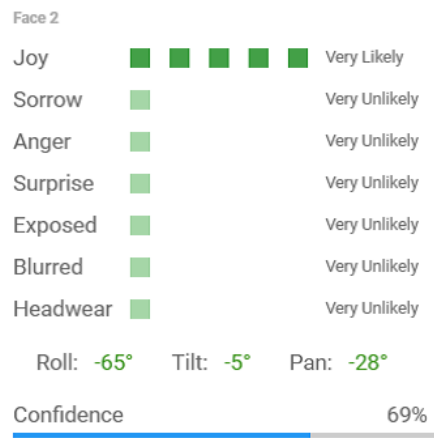 Face 2
Joy Very Likely
Sorrow Very Unlikely
Anger Very Unlikely
Surprise Very Unlikely
Exposed Very Unlikely
Blurred Very Unlikely
Headwear Very Unlikely
Roll: -65° Tilt: -5° Pan: -28°
Confidence 69%